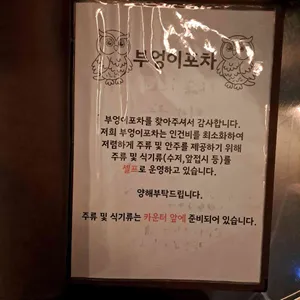 부엉이포차
부엉이포차를 찾아주셔서 감사합니다.
저희 부엉이포차는 인건비를 최소화하여
저렴하게 주류 및 안주를 제공하기 위해
주류 및 식기류(수저,앞접시 등)를
셀프로 운영하고 있습니다.
양해부탁드립니다.
주류 및 식기류는 카운터 앞에 준비되어 있습니다.